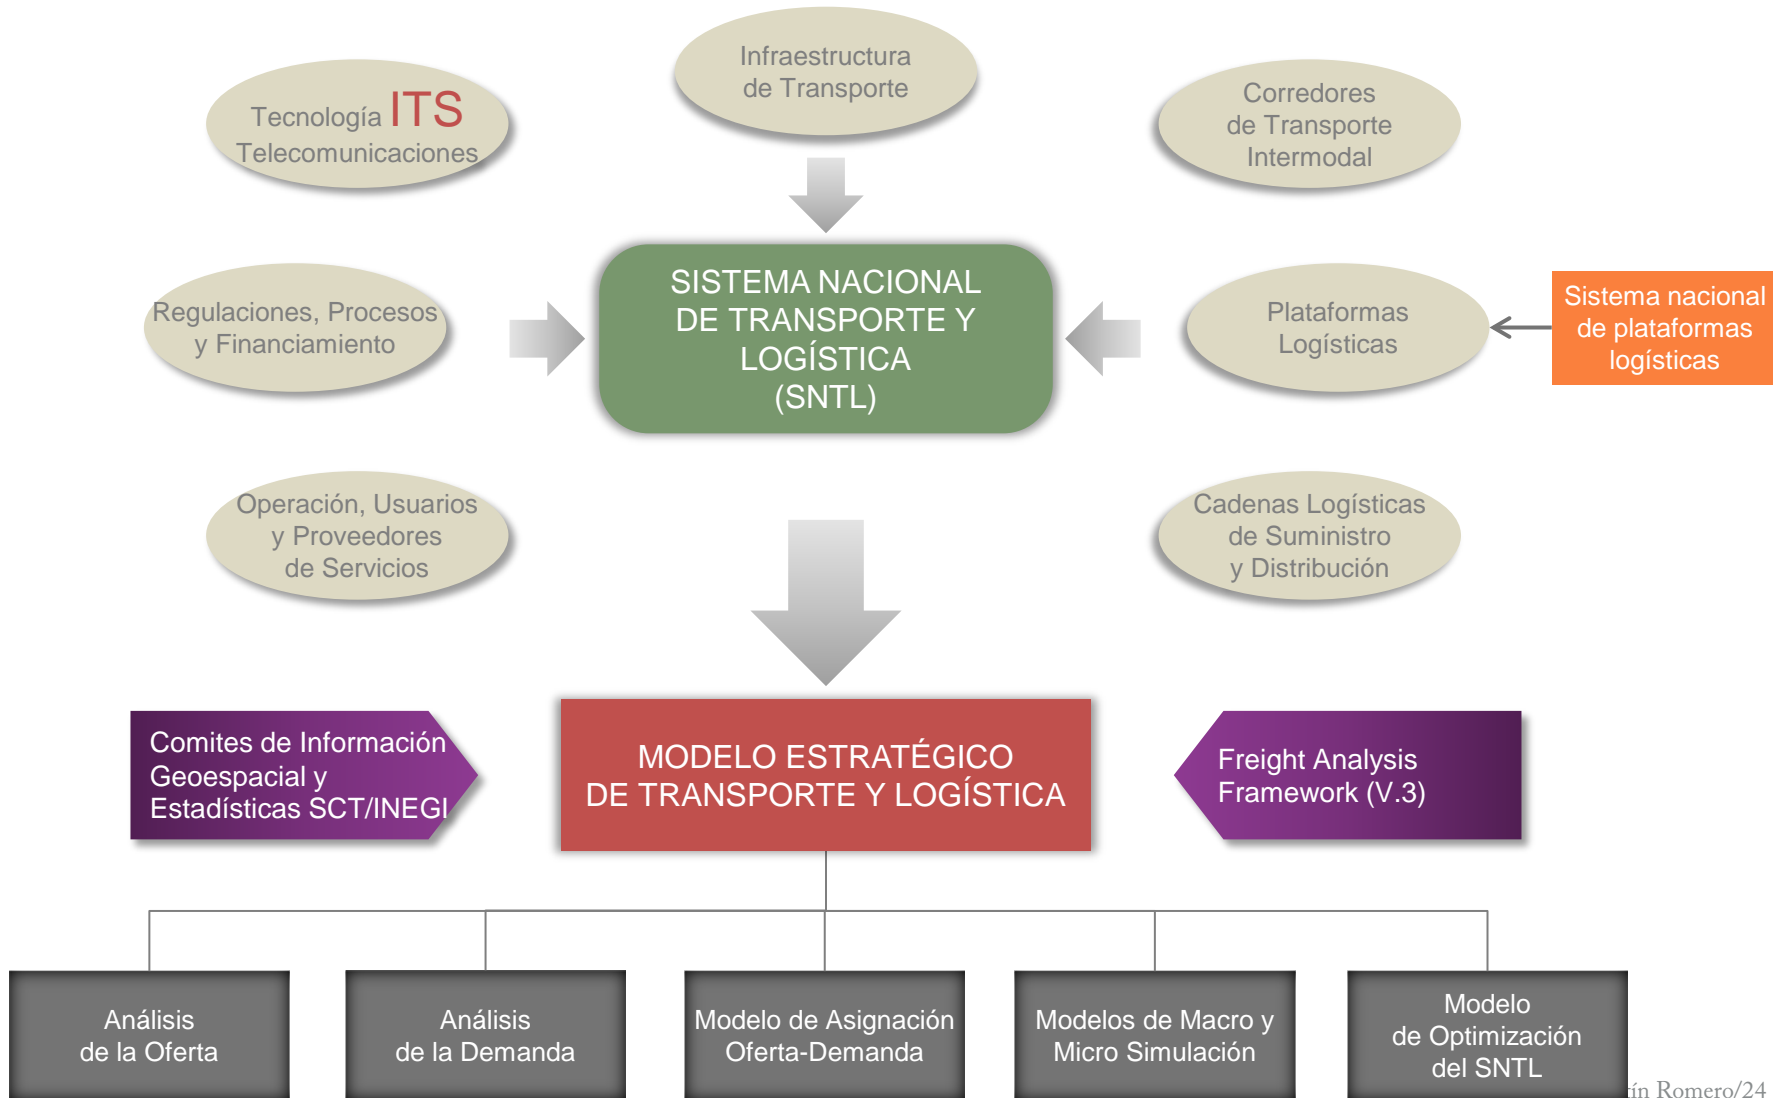 Infraestructura
de Transporte
Tecnología ITS
Telecomunicaciones
Corredores
de Transporte
Intermodal
SISTEMA NACIONAL
DE TRANSPORTE Y
LOGÍSTICA
(SNTL)
Regulaciones, Procesos
y Financiamiento
Plataformas
Logísticas
Sistema nacional
de plataformas
logísticas
Operación, Usuarios
y Proveedores
de Servicios
Cadenas Logísticas
de Suministro
y Distribución
Comites de Información
Geoespacial y
Estadísticas SCT/INEGI
MODELO ESTRATÉGICO
DE TRANSPORTE Y LOGÍSTICA
Freight Analysis
Framework (V.3)
Análisis
de la Oferta
Análisis
de la Demanda
Modelo de Asignación
Oferta-Demanda
Modelos de Macro y
Micro Simulación
Modelo
de Optimización
del SNTL
Romero/24